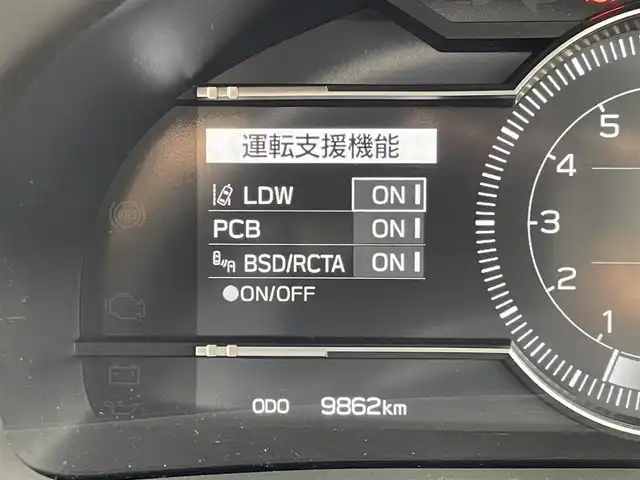 運転支援機能
LDW ON
PCB ON
BSD/RCTA ON
●ON/OFF
ODO 9862km
5
4
3
2
1